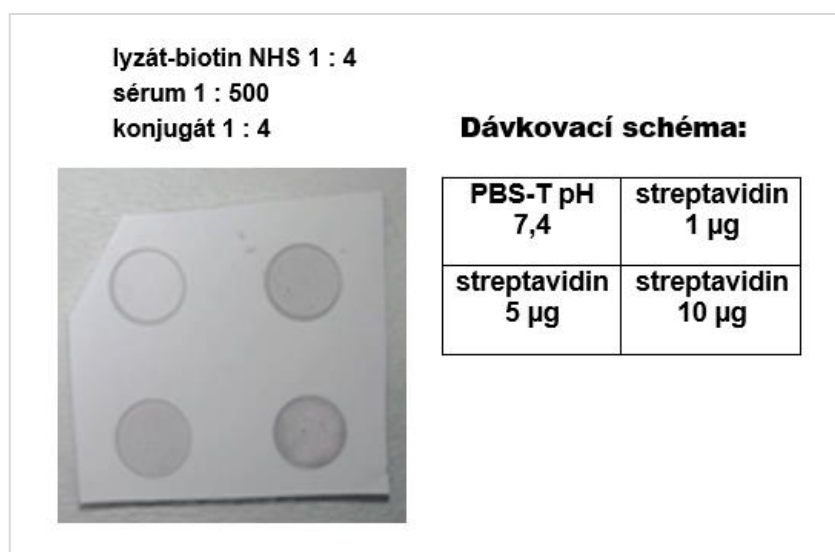 lyzát-biotin NHS 1 : 4
sérum 1 : 500
konjugát 1 : 4
Dávkovací schéma:
PBS-T pH
7,4
streptavidin
1 µg
streptavidin
5 µg
streptavidin
10 µg